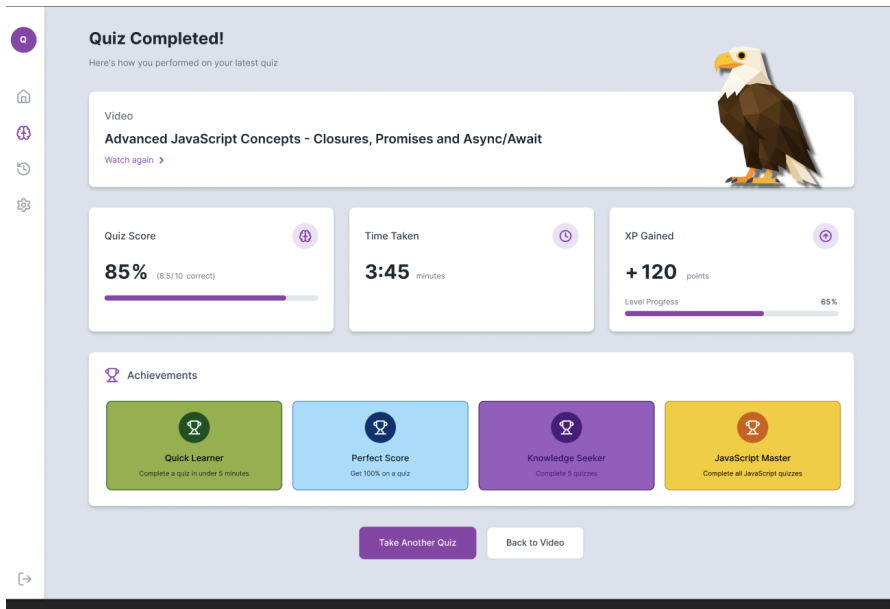 Q
Quiz Completed!
Here's how you performed on your latest quiz
Video
Advanced JavaScript Concepts - Closures, Promises and Async/Await
Watch again
Quiz Score
85% (8.5/10 correct)
Time Taken
3:45 minutes
XP Gained
+120 points
Level Progress 65%
Achievements
Quick Learner
Complete a quiz in under 5 minutes
Perfect Score
Get 100% on a quiz
Knowledge Seeker
Complete 5 quizzes
JavaScript Master
Complete all JavaScript quizzes
Take Another Quiz
Back to Video